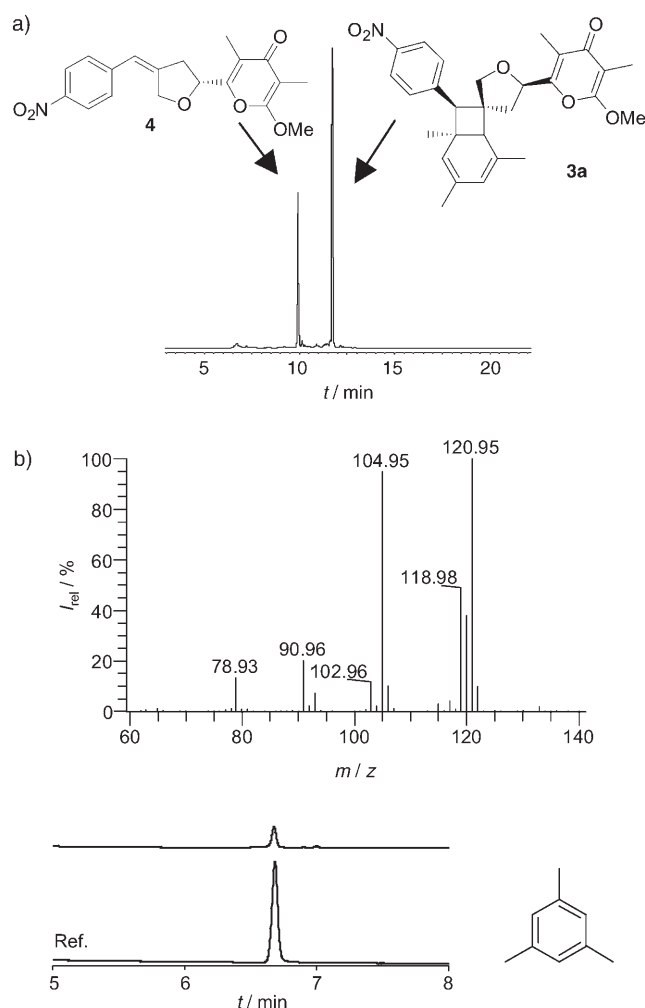 a)
O₂N
O
O
O
OMe
4
O₂N
O
O
O
OMe
3a
5 10 15 20
t / min
b)
120.95
104.95
118.98
90.96
102.96
78.93
100
80
60
40
20
0
I rel / %
60 80 100 120 140
m / z
Ref.
5 6 7 8
t / min